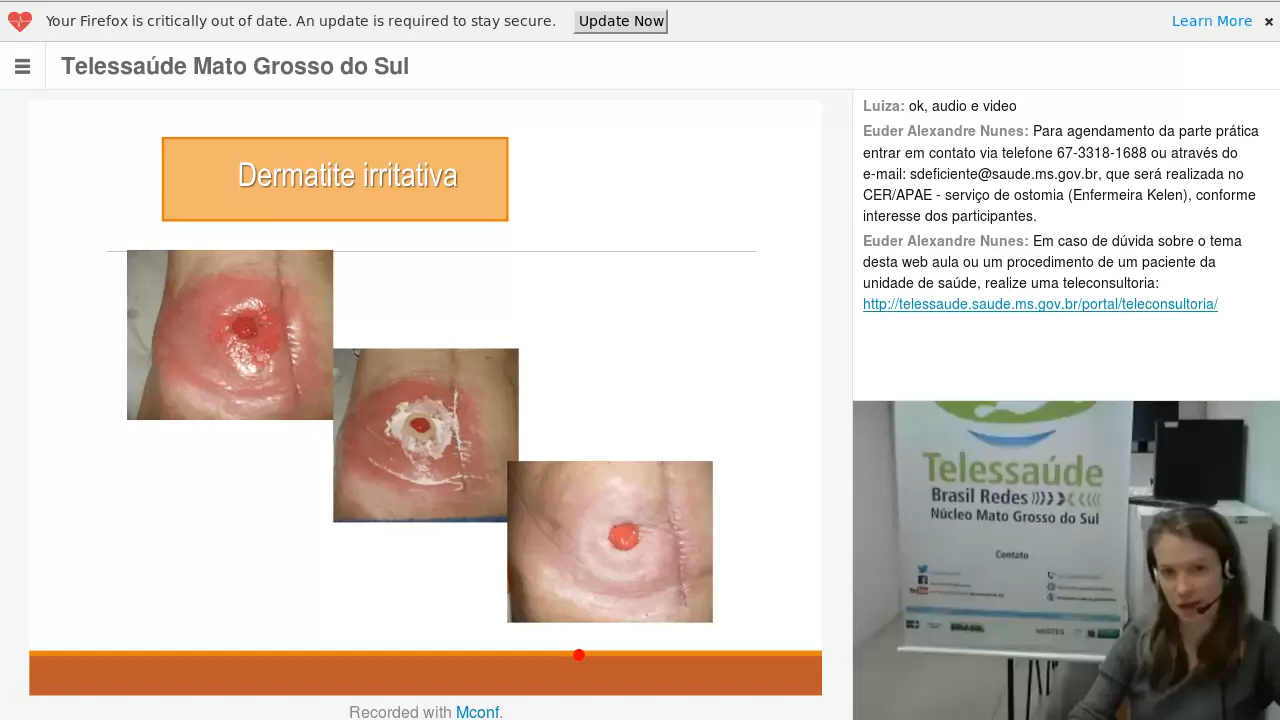 Your Firefox is critically out of date. An update is required to stay secure.
Update Now
Learn More
Telessaúde Mato Grosso do Sul
Dermatite irritativa
Recorded with Mconf.
Luiza: ok, audio e video
Euder Alexandre Nunes: Para agendamento da parte prática
entrar em contato via telefone 67-3318-1688 ou através do
e-mail: sdeficiente@saude.ms.gov.br, que será realizada no
CER/APAE - serviço de ostomia (Enfermeira Kelen), conforme
interesse dos participantes.
Euder Alexandre Nunes: Em caso de dúvida sobre o tema
desta web aula ou um procedimento de um paciente da
unidade de saúde, realize uma teleconsultoria:
http://telessaude.saude.ms.gov.br/portal/teleconsultoria/
Telessaúde
Brasil Redes
Núcleo Mato Grosso do Sul
Contato